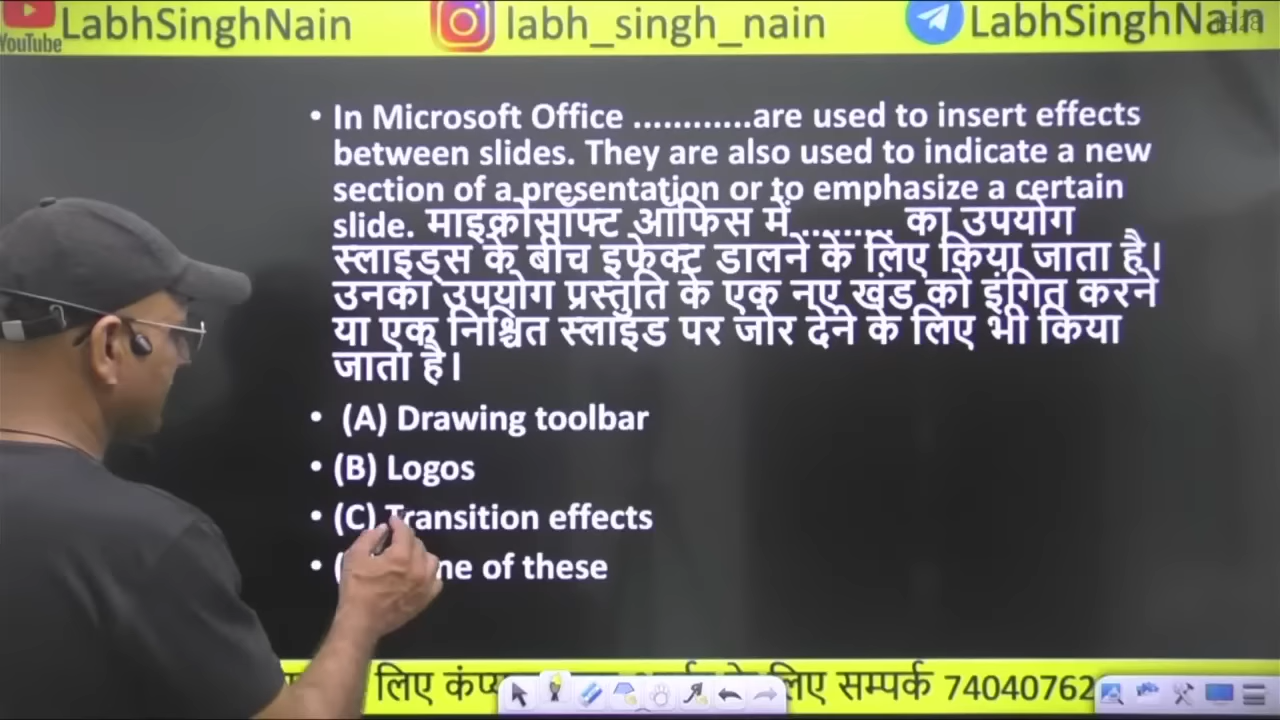 YouTube LabhSinghNain labh_singh_nain LabhSinghNain
• In Microsoft Office ............are used to insert effects
between slides. They are also used to indicate a new
section of a presentation or to emphasize a certain
slide. माइक्रोसॉफ्ट ऑफिस में ......... का उपयोग
स्लाइड्स के बीच इफेक्ट डालने के लिए किया जाता है।
उनका उपयोग प्रस्तुति के एक नए खंड को इंगित करने
या एक निश्चित स्लाइड पर जोर देने के लिए भी किया
जाता है।
• (A) Drawing toolbar
• (B) Logos
• (C) Transition effects
• of these
लिए के लिए सम्पर्क 74040762